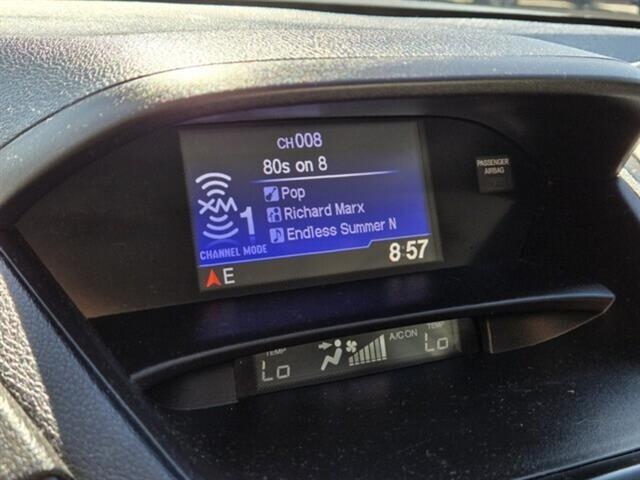 CH008
80s on 8
Pop
XM
1
Richard Marx
Endless Summer N
CHANNEL MODE
8:57
E
PASSENGER
AIRBAG
TEMP
Lo
A/C ON
TEMP
Lo